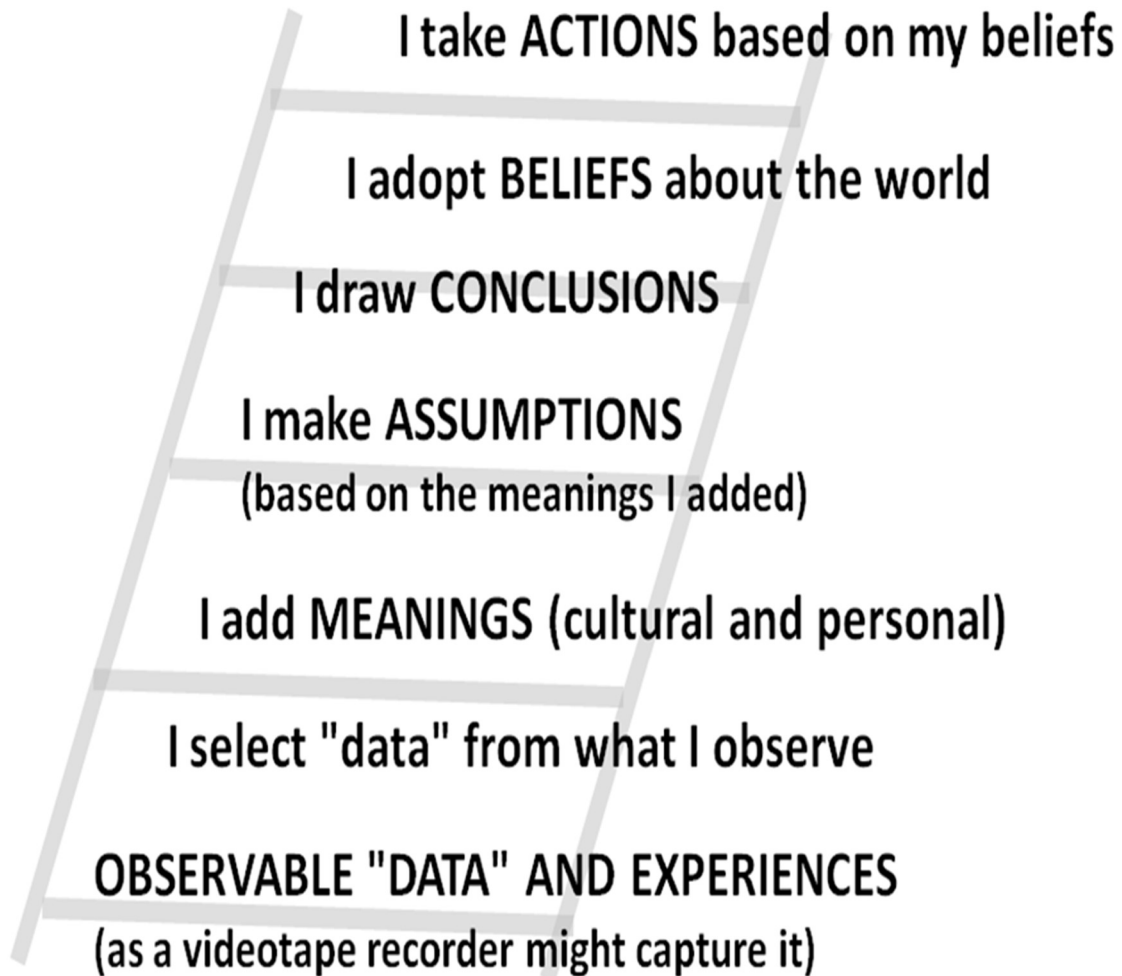 I take ACTIONS based on my beliefs
I adopt BELIEFS about the world
I draw CONCLUSIONS
I make ASSUMPTIONS
(based on the meanings I added)
I add MEANINGS (cultural and personal)
I select "data" from what I observe
OBSERVABLE "DATA" AND EXPERIENCES
(as a videotape recorder might capture it)